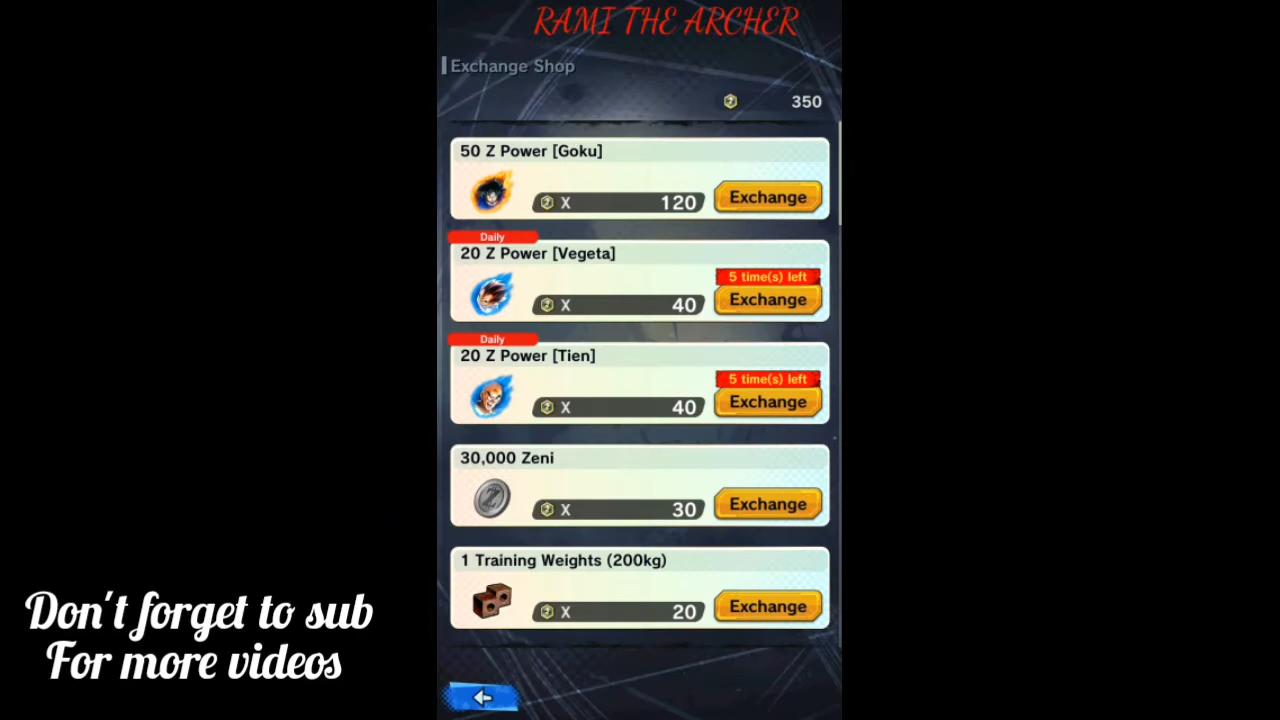 RAMI THE ARCHER
Exchange Shop
350
50 Z Power [Goku]
X 120
Exchange
Daily
20 Z Power [Vegeta]
5 time(s) left
X 40
Exchange
Daily
20 Z Power [Tien]
5 time(s) left
X 40
Exchange
30,000 Zeni
X 30
Exchange
1 Training Weights (200kg)
X 20
Exchange
Don't forget to sub
For more videos